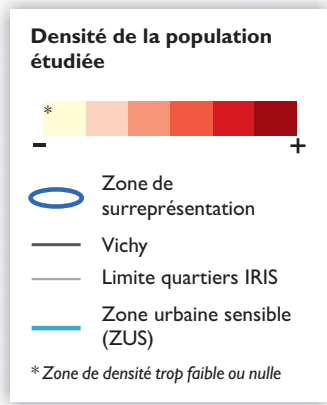 Densité de la population
étudiée
*
- +
Zone de
surreprésentation
Vichy
Limite quartiers IRIS
Zone urbaine sensible
(ZUS)
* Zone de densité trop faible ou nulle